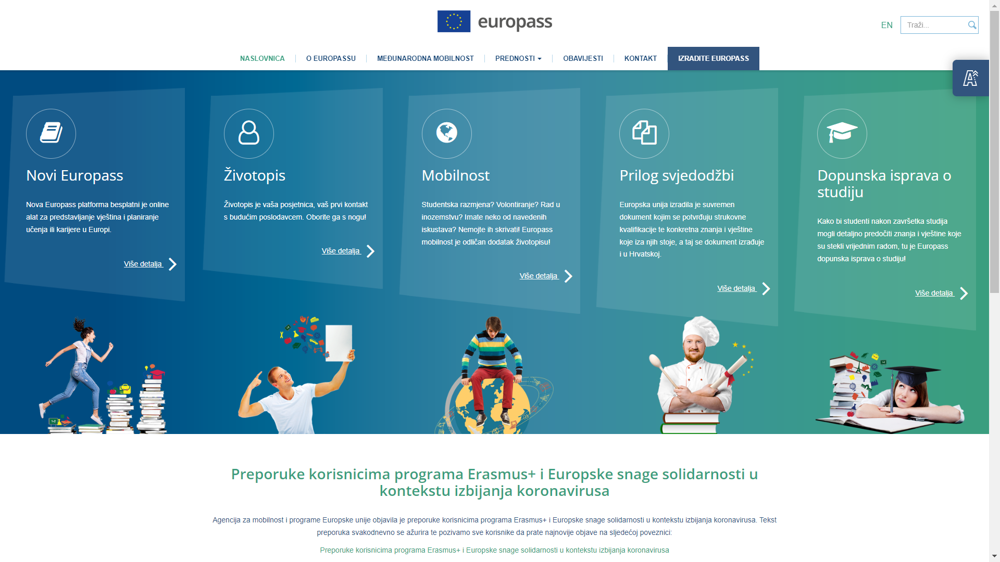 europass
EN
Traži...
NASLOVNICA
O EUROPASSU
MEĐUNARODNA MOBILNOST
PREDNOSTI
OBAVIJESTI
KONTAKT
IZRADITE EUROPASS
Novi Europass
Nova Europass platforma besplatni je online
alat za predstavljanje vještina i planiranje
učenja ili karijere u Europi.
Više detalja
Životopis
Životopis je vaša posjetnica, vaš prvi kontakt
s budućim poslodavcem. Oborite ga s nogu!
Više detalja
Mobilnost
Studentska razmjena? Volontiranje? Rad u
inozemstvu? Imate neko od navedenih
iskustava? Nemojte ih skrivati! Europass
mobilnost je odličan dodatak životopisu!
Više detalja
Prilog svjedodžbi
Europska unija izradila je suvremen
dokument kojim se potvrđuju strukovne
kvalifikacije te konkretna znanja i vještine
koje iza njih stoje, a taj se dokument izrađuje
i u Hrvatskoj.
Više detalja
Dopunska isprava o
studiju
Kako bi studenti nakon završetka studija
mogli detaljno predočiti znanja i vještine koje
su stekli vrijednim radom, tu je Europass
dopunska isprava o studiju!
Više detalja
Preporuke korisnicima programa Erasmus+ i Europske snage solidarnosti u
kontekstu izbijanja koronavirusa
Agencija za mobilnost i programe Europske unije objavila je preporuke korisnicima programa Erasmus+ i Europske snage solidarnosti u kontekstu izbijanja koronavirusa. Tekst
preporuka svakodnevno se ažurira te pozivamo sve korisnike da prate najnovije objave na sljedećoj poveznici:
Preporuke korisnicima programa Erasmus+ i Europske snage solidarnosti u kontekstu izbijanja koronavirusa